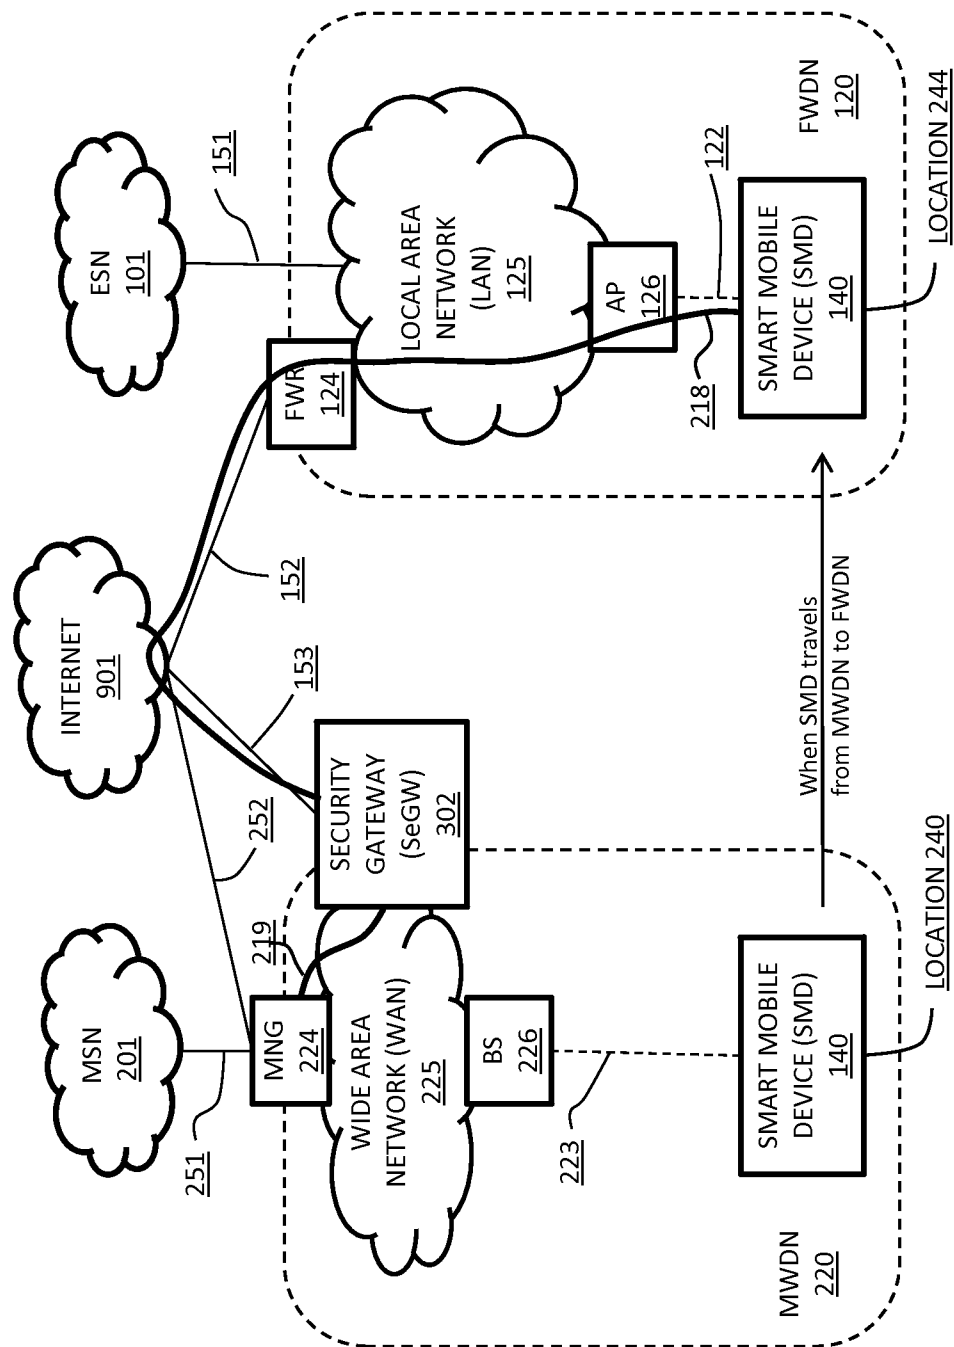 MSN
201
INTERNET
901
ESN
101
251
252
153
152
151
MNG
224
219
SECURITY
GATEWAY
(SeGW)
302
FWR
124
WIDE AREA
NETWORK (WAN)
225
LOCAL AREA
NETWORK
(LAN)
125
BS
226
AP
126
223
218
122
MWDN
220
SMART MOBILE
DEVICE (SMD)
140
When SMD travels
from MWDN to FWDN
SMART MOBILE
DEVICE (SMD)
140
FWDN
120
LOCATION 240
LOCATION 244